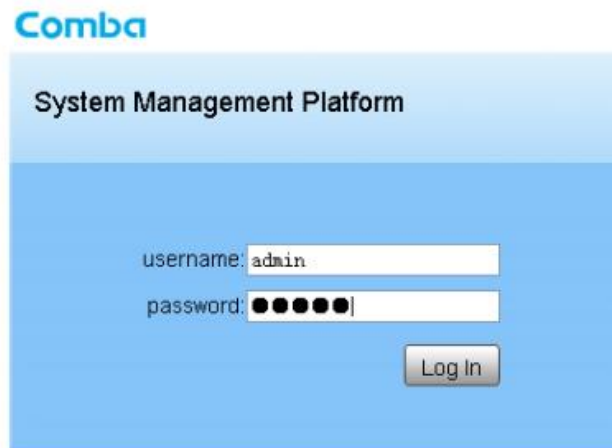 Comba
System Management Platform
username: admin
password: ●●●●●
Log In